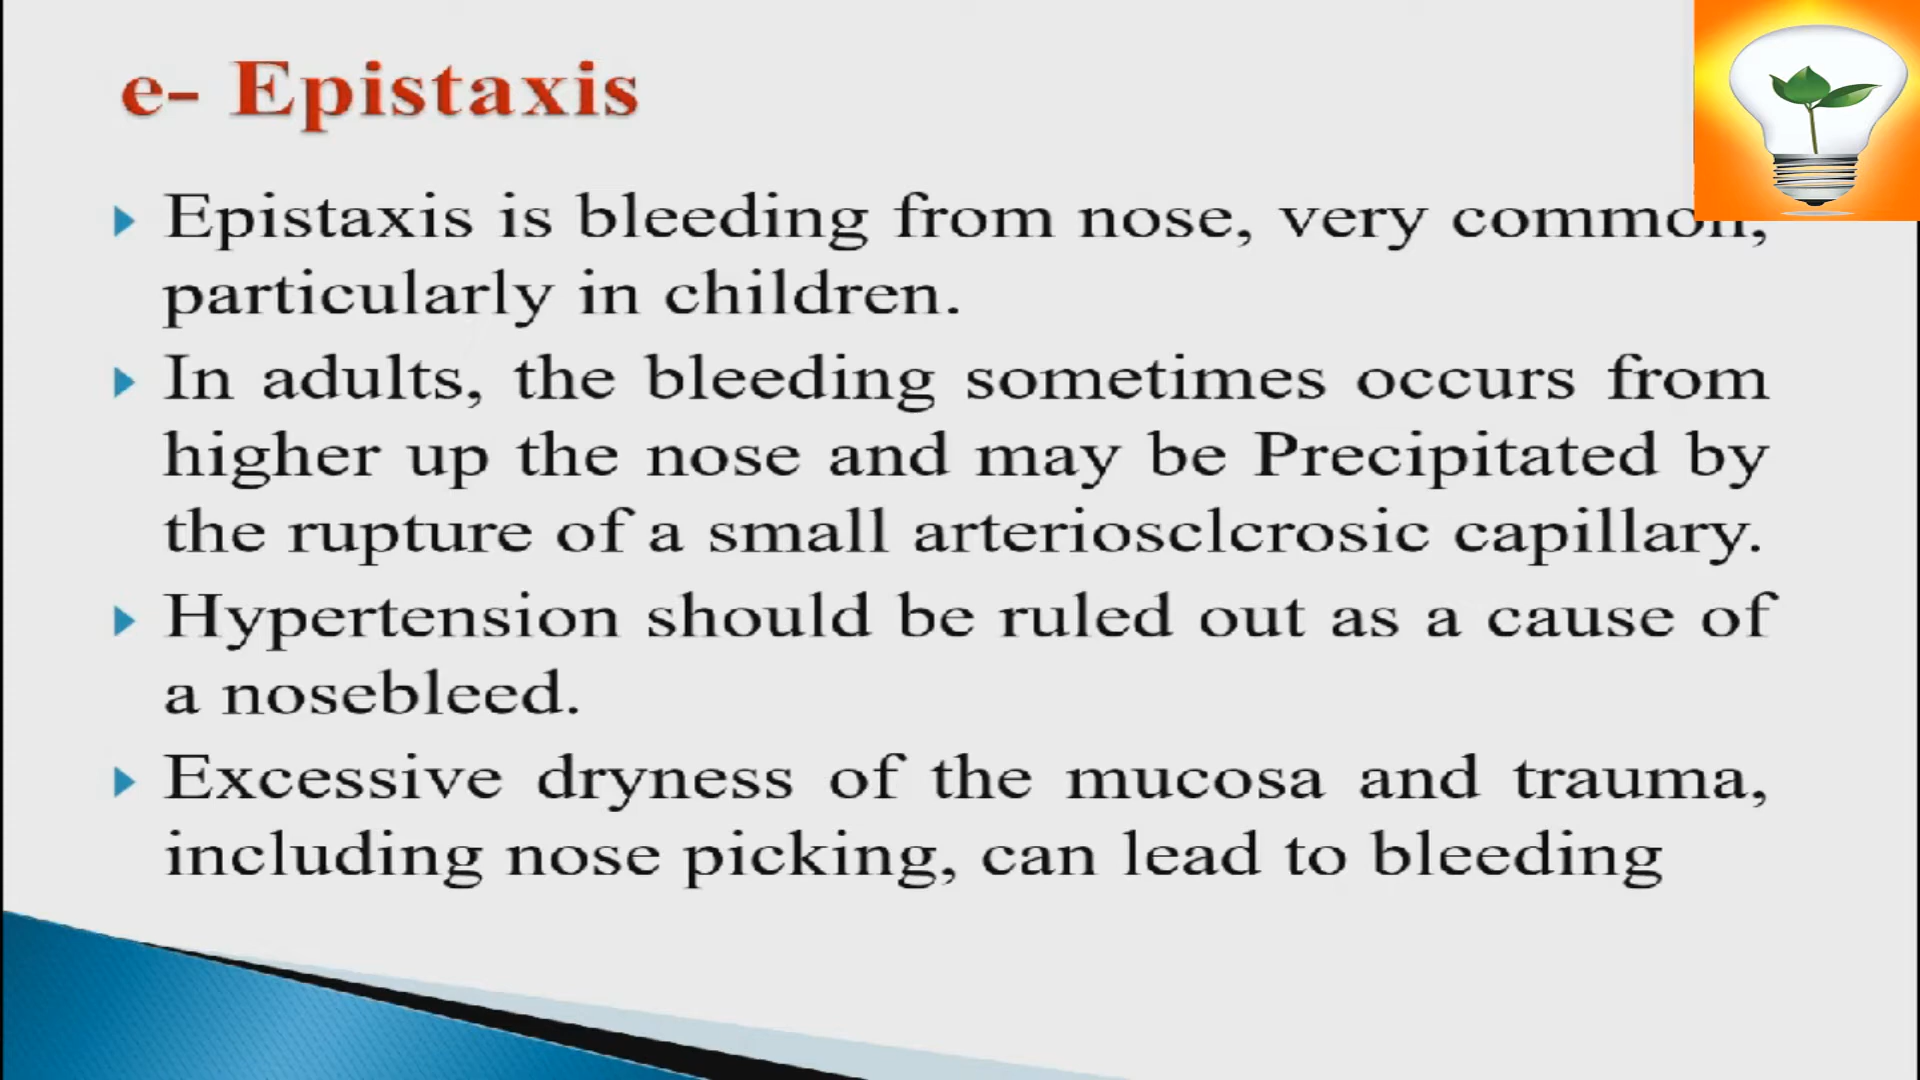 e- Epistaxis
Epistaxis is bleeding from nose, very common,
particularly in children.
In adults, the bleeding sometimes occurs from
higher up the nose and may be Precipitated by
the rupture of a small arteriosclcrosic capillary.
Hypertension should be ruled out as a cause of
a nosebleed.
Excessive dryness of the mucosa and trauma,
including nose picking, can lead to bleeding